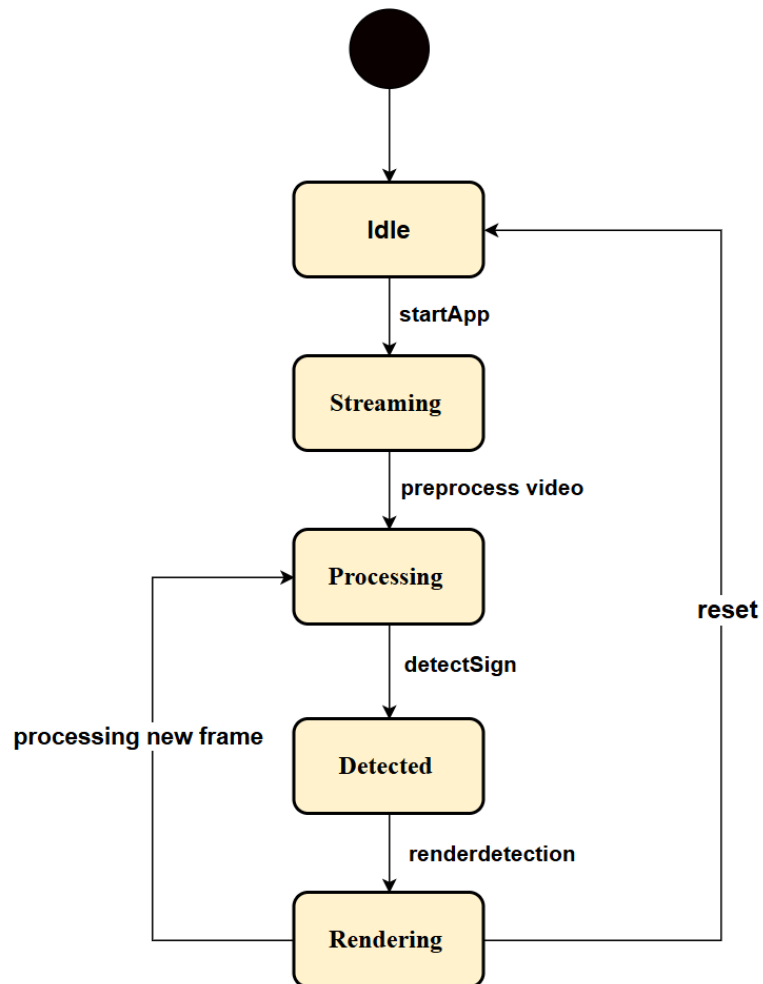 Idle
startApp
Streaming
preprocess video
Processing
reset
detectSign
processing new frame
Detected
renderdetection
Rendering